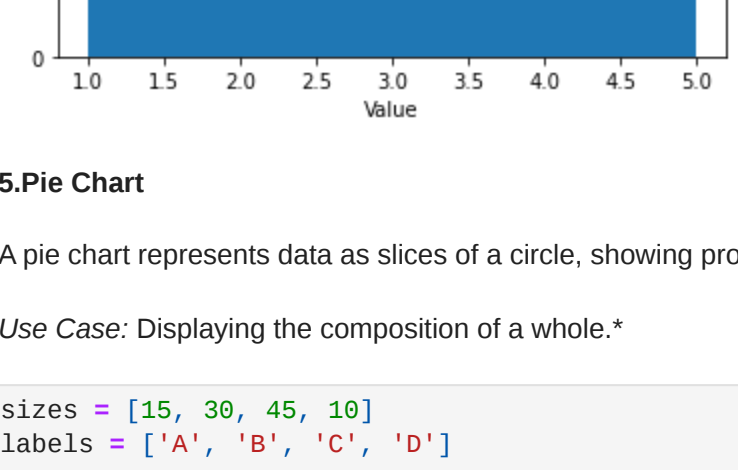 0
1.0 1.5 2.0 2.5 3.0 3.5 4.0 4.5 5.0
Value
5.Pie Chart
A pie chart represents data as slices of a circle, showing
Use Case: Displaying the composition of a whole.*
sizes = [15, 30, 45, 10]
labels = ['A', 'B', 'C', 'D']